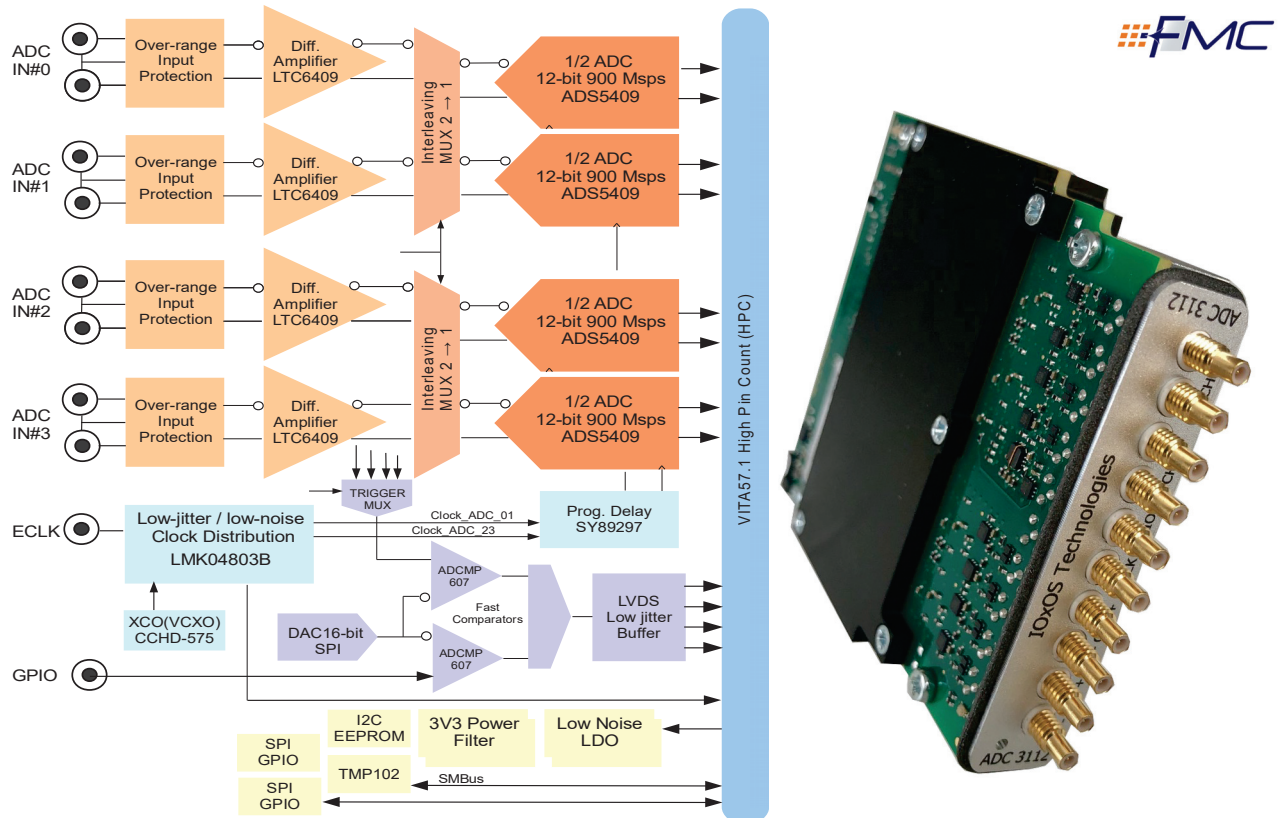 ADC
IN#0
Over-range
Input
Protection
Diff.
Amplifier
LTC6409
Interleaving
MUX 2 → 1
1/2 ADC
12-bit 900 Msps
ADS5409
ADC
IN#1
Over-range
Input
Protection
Diff.
Amplifier
LTC6409
1/2 ADC
12-bit 900 Msps
ADS5409
ADC
IN#2
Over-range
Input
Protection
Diff.
Amplifier
LTC6409
Interleaving
MUX 2 → 1
1/2 ADC
12-bit 900 Msps
ADS5409
ADC
IN#3
Over-range
Input
Protection
Diff.
Amplifier
LTC6409
1/2 ADC
12-bit 900 Msps
ADS5409
VITA57.1 High Pin Count (HPC)
TRIGGER
MUX
ECLK
Low-jitter / low-noise
Clock Distribution
LMK04803B
Clock_ADC_01
Clock_ADC_23
Prog. Delay
SY89297
XCO(VCXO)
CCHD-575
DAC16-bit
SPI
ADCMP
607
Fast
Comparators
ADCMP
607
LVDS
Low jitter
Buffer
GPIO
I2C
EEPROM
3V3 Power
Filter
Low Noise
LDO
SPI
GPIO
TMP102
SMBus
SPI
GPIO
FMC
ADC 3112
IOxOS Technologies
ADC 3112